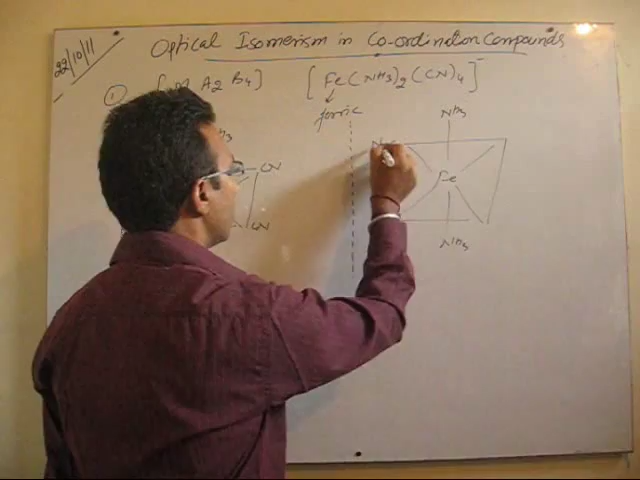 22/10/11
Optical Isomerism in Co-ordination Compounds
① [M A2 B4] [Fe(NH3)2(CN)4]⁻
ferric
NH3
CN
Fe
CN
NH3